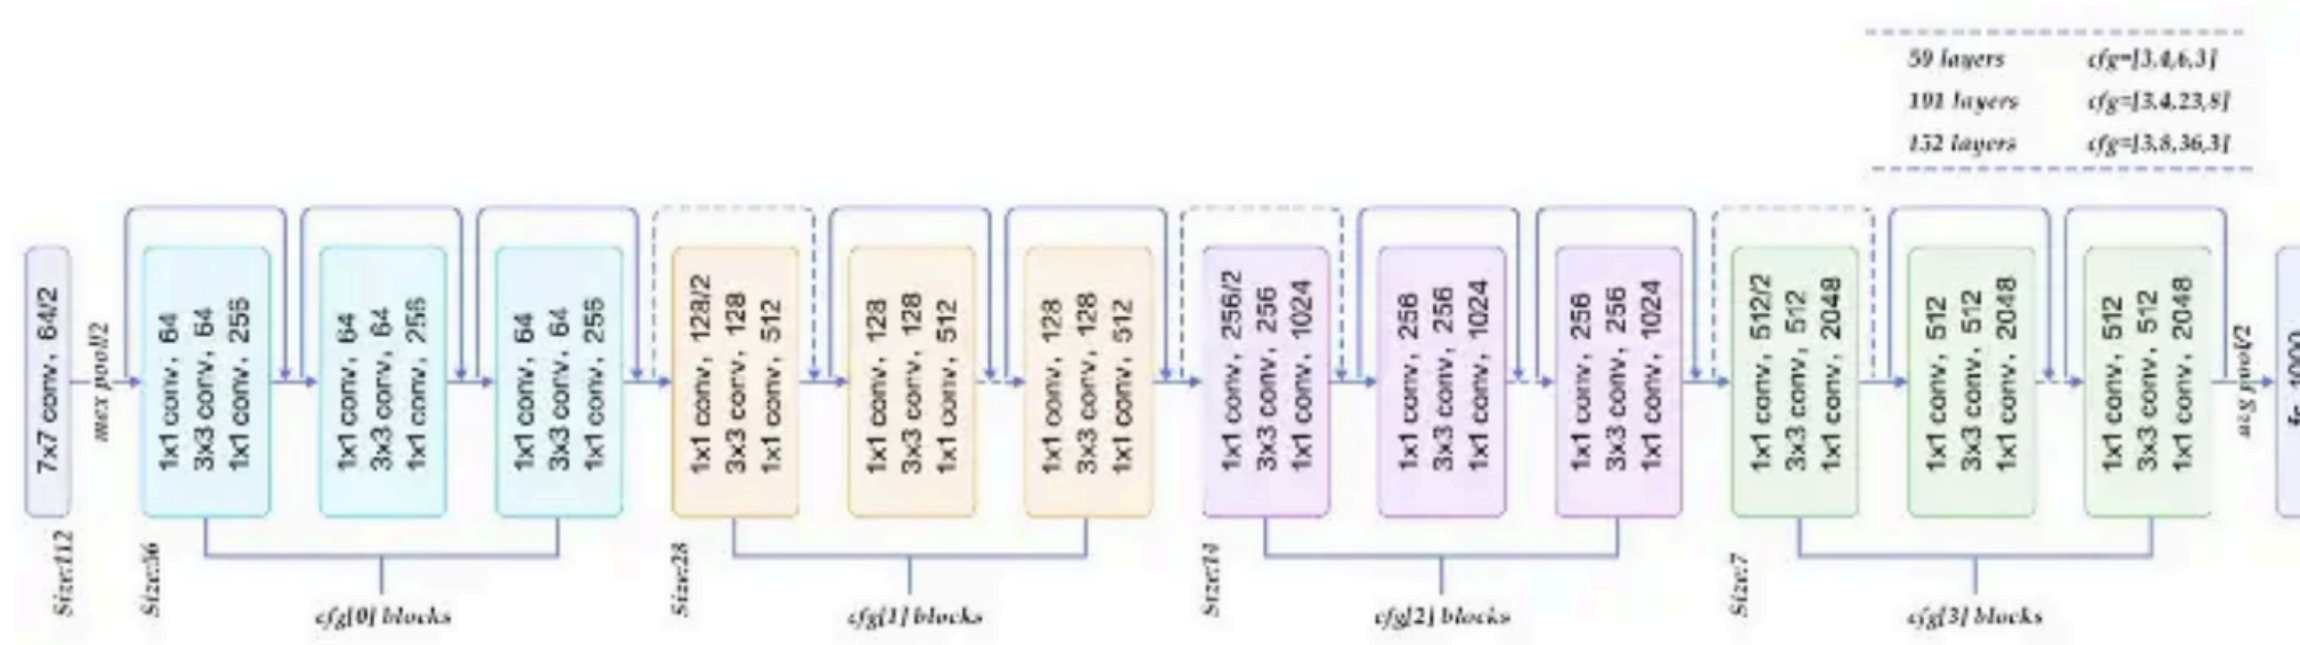 59 layers cfg=[3,4,6,3]
101 layers cfg=[3,4,23,8]
152 layers cfg=[3,8,36,3]
7x7 conv, 64/2
max pool/2
1x1 conv, 64
3x3 conv, 64
1x1 conv, 256
1x1 conv, 64
3x3 conv, 64
1x1 conv, 256
1x1 conv, 64
3x3 conv, 64
1x1 conv, 256
1x1 conv, 128/2
3x3 conv, 128
1x1 conv, 512
1x1 conv, 128
3x3 conv, 128
1x1 conv, 512
1x1 conv, 128
3x3 conv, 128
1x1 conv, 512
1x1 conv, 256/2
3x3 conv, 256
1x1 conv, 1024
1x1 conv, 256
3x3 conv, 256
1x1 conv, 1024
1x1 conv, 256
3x3 conv, 256
1x1 conv, 1024
1x1 conv, 512/2
3x3 conv, 512
1x1 conv, 2048
1x1 conv, 512
3x3 conv, 512
1x1 conv, 2048
1x1 conv, 512
3x3 conv, 512
1x1 conv, 2048
avg pool/2
Size:112
Size:56
cfg[0] blocks
Size:28
cfg[1] blocks
Size:14
cfg[2] blocks
Size:7
cfg[3] blocks